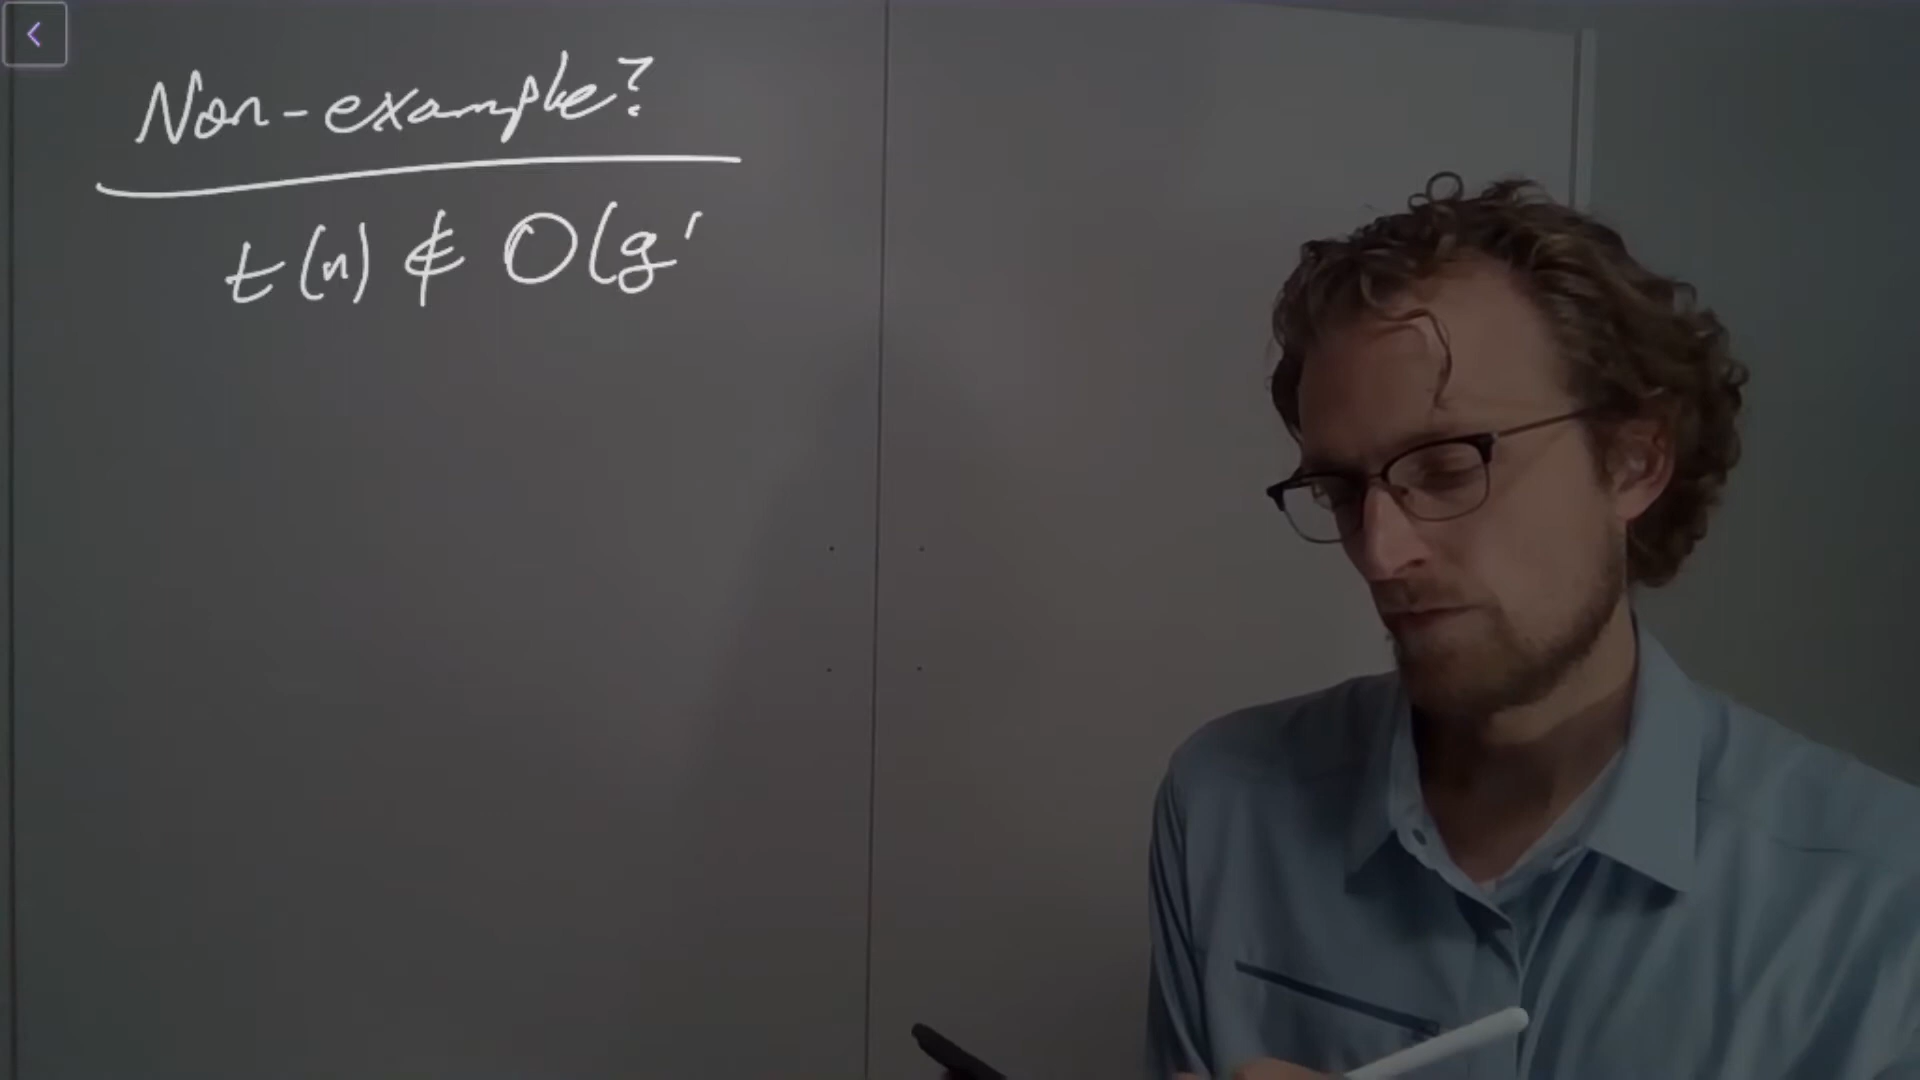 Non-example?
t(n) ∉ O(g